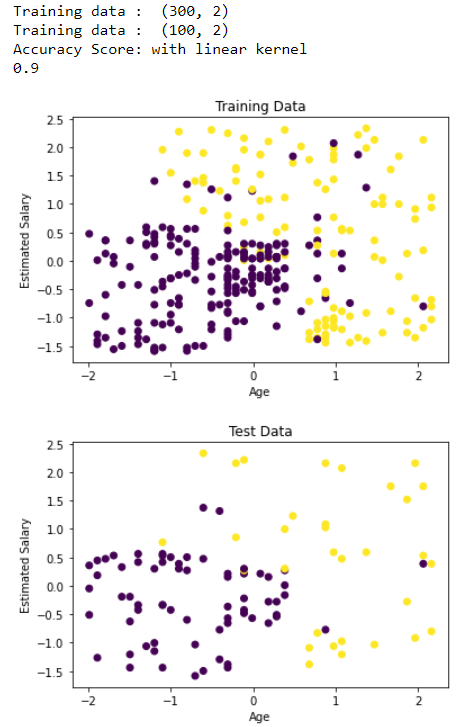 Training data :  (300, 2)
Training data :  (100, 2)
Accuracy Score: with linear kernel
0.9
Training Data
2.5
2.0
1.5
1.0
0.5
0.0
−0.5
−1.0
−1.5
Estimated Salary
−2 −1 0 1 2
Age
Test Data
2.5
2.0
1.5
1.0
0.5
0.0
−0.5
−1.0
−1.5
Estimated Salary
−2 −1 0 1 2
Age